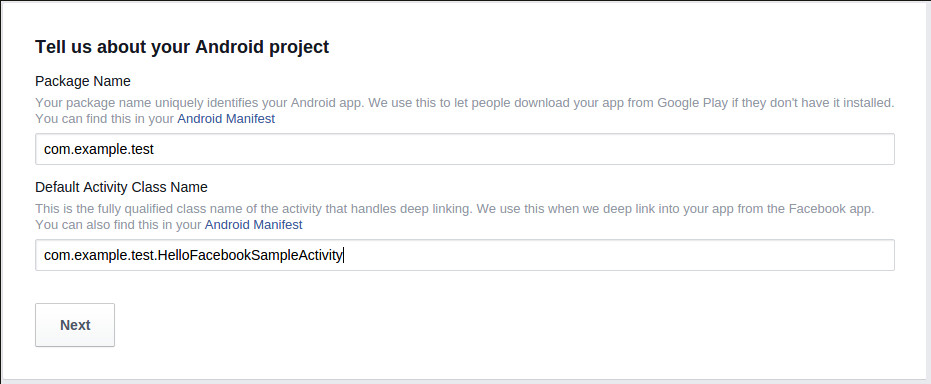 Tell us about your Android project
Package Name
Your package name uniquely identifies your Android app. We use this to let people download your app from Google Play if they don't have it installed.
You can find this in your Android Manifest
com.example.test
Default Activity Class Name
This is the fully qualified class name of the activity that handles deep linking. We use this when we deep link into your app from the Facebook app.
You can also find this in your Android Manifest
com.example.test.HelloFacebookSampleActivity
Next